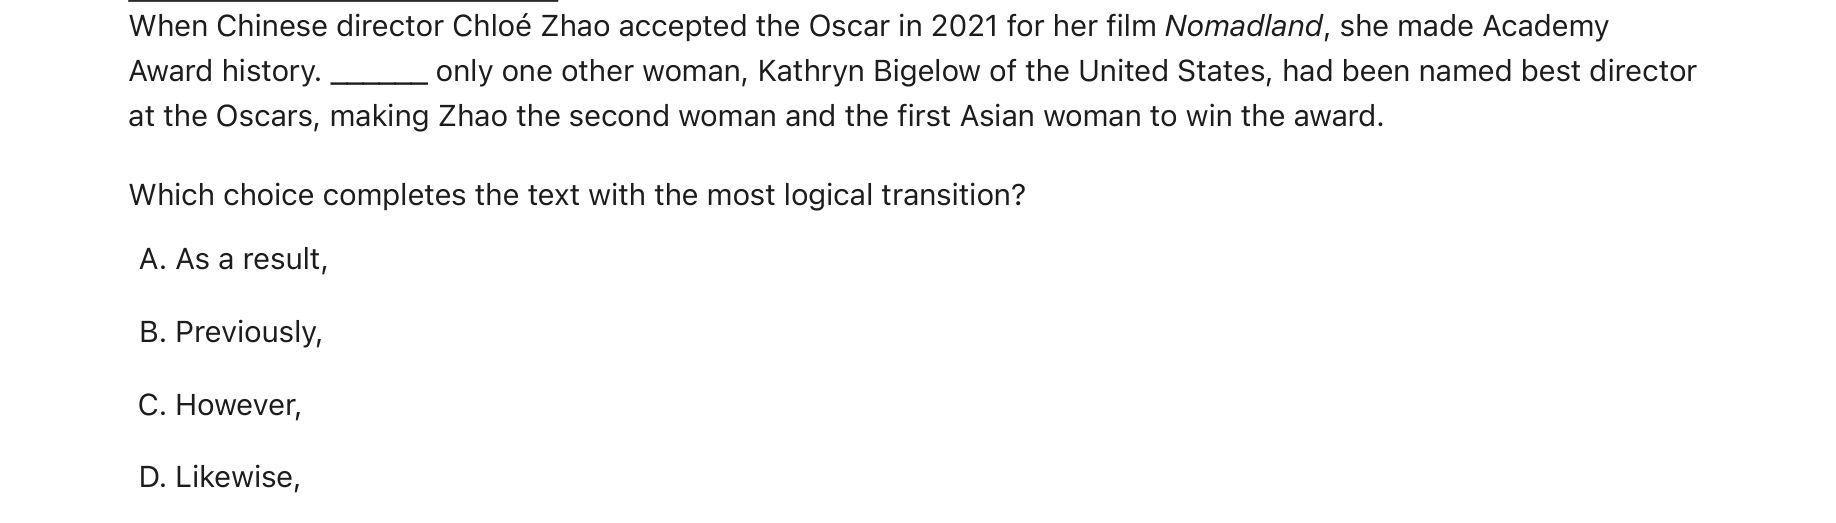 When Chinese director Chloé Zhao accepted the Oscar in 2021 for her film Nomadland, she made Academy
Award history. ______ only one other woman, Kathryn Bigelow of the United States, had been named best director
at the Oscars, making Zhao the second woman and the first Asian woman to win the award.
Which choice completes the text with the most logical transition?
A. As a result,
B. Previously,
C. However,
D. Likewise,